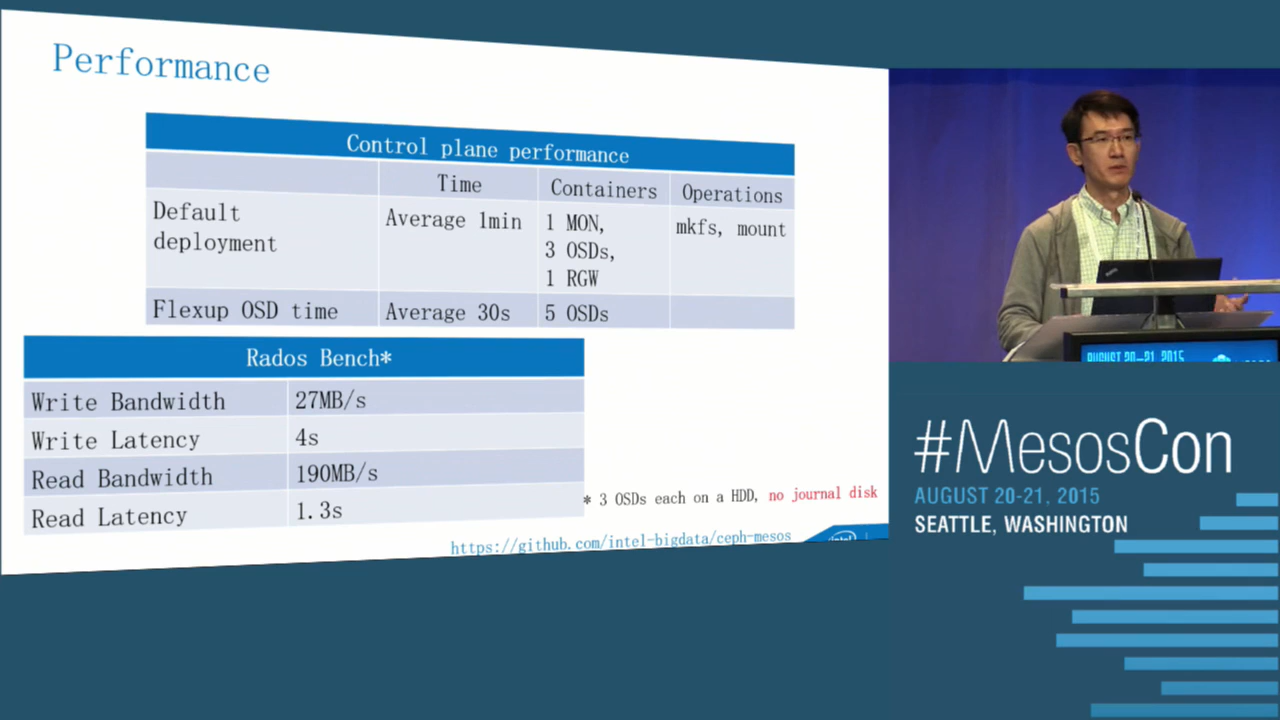 Performance
Control plane performance
Time Containers Operations
Default deployment Average 1min 1 MON, 3 OSDs, 1 RGW mkfs, mount
Flexup OSD time Average 30s 5 OSDs
Rados Bench*
Write Bandwidth 27MB/s
Write Latency 4s
Read Bandwidth 190MB/s
Read Latency 1.3s
* 3 OSDs each on a HDD, no journal disk
https://github.com/intel-bigdata/ceph-mesos
intel
AUGUST 20-21, 2015
#MesosCon
AUGUST 20-21, 2015
SEATTLE, WASHINGTON